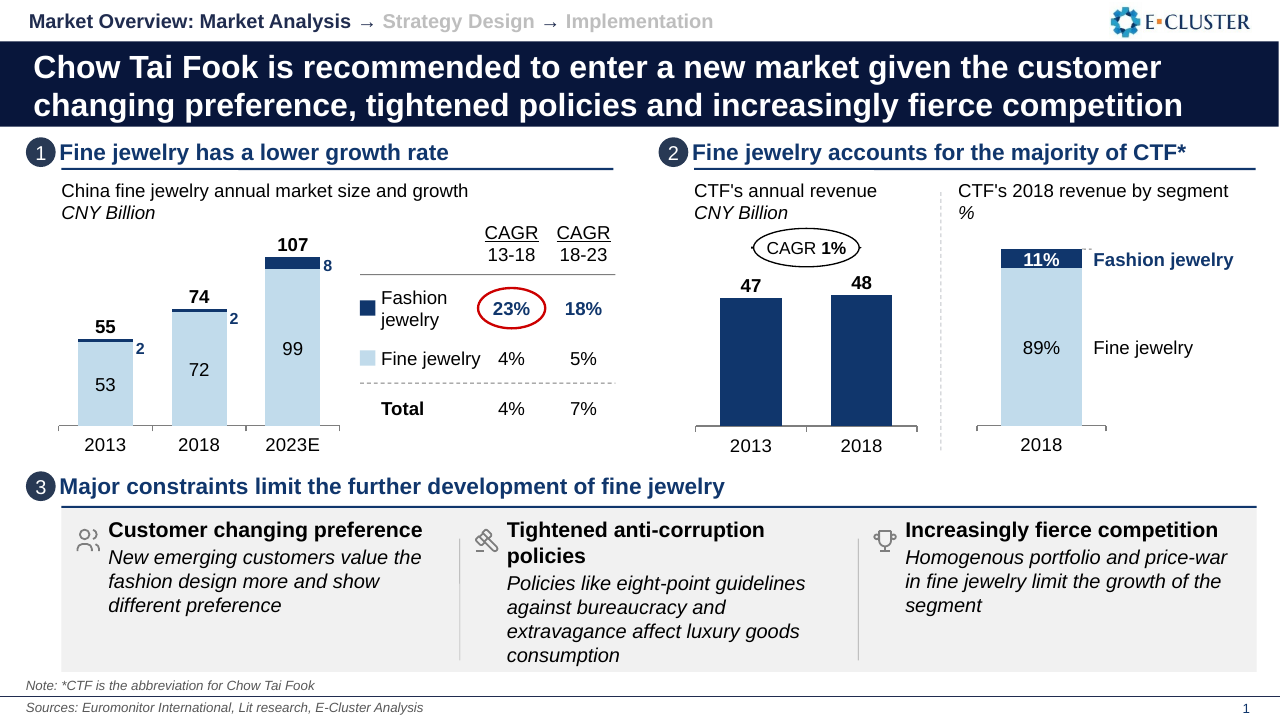 Market Overview: Market Analysis → Strategy Design → Implementation
E·CLUSTER
Chow Tai Fook is recommended to enter a new market given the customer
changing preference, tightened policies and increasingly fierce competition
1 Fine jewelry has a lower growth rate
China fine jewelry annual market size and growth
CNY Billion
55
2
53
2013
74
2
72
2018
107
8
99
2023E
CAGR CAGR
13-18 18-23
Fashion
jewelry 23% 18%
Fine jewelry 4% 5%
Total 4% 7%
2 Fine jewelry accounts for the majority of CTF*
CTF's annual revenue
CNY Billion
CAGR 1%
47 48
2013 2018
CTF's 2018 revenue by segment
%
11% Fashion jewelry
89% Fine jewelry
2018
3 Major constraints limit the further development of fine jewelry
Customer changing preference
New emerging customers value the
fashion design more and show
different preference
Tightened anti-corruption
policies
Policies like eight-point guidelines
against bureaucracy and
extravagance affect luxury goods
consumption
Increasingly fierce competition
Homogenous portfolio and price-war
in fine jewelry limit the growth of the
segment
Note: *CTF is the abbreviation for Chow Tai Fook
Sources: Euromonitor International, Lit research, E-Cluster Analysis
1